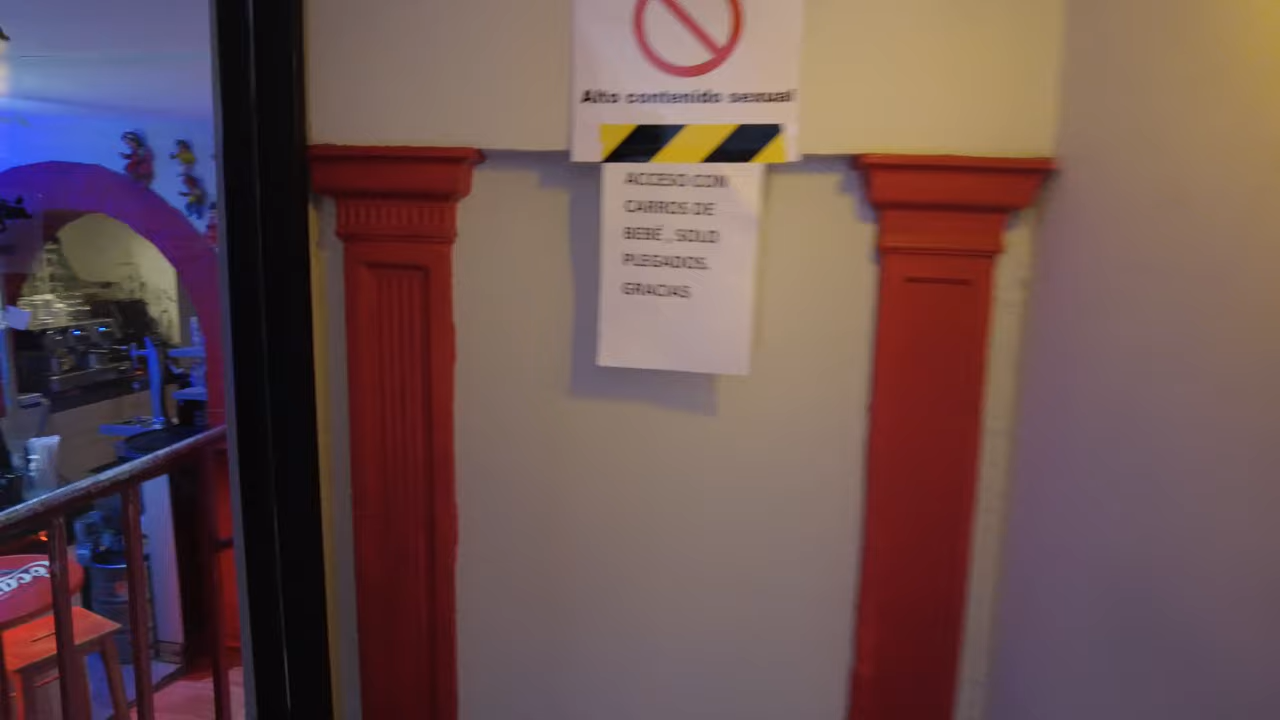 Alto contenido sexual
ACCESO CON
CARROS DE
BEBÉ , SOLO
PLEGADOS.
GRACIAS